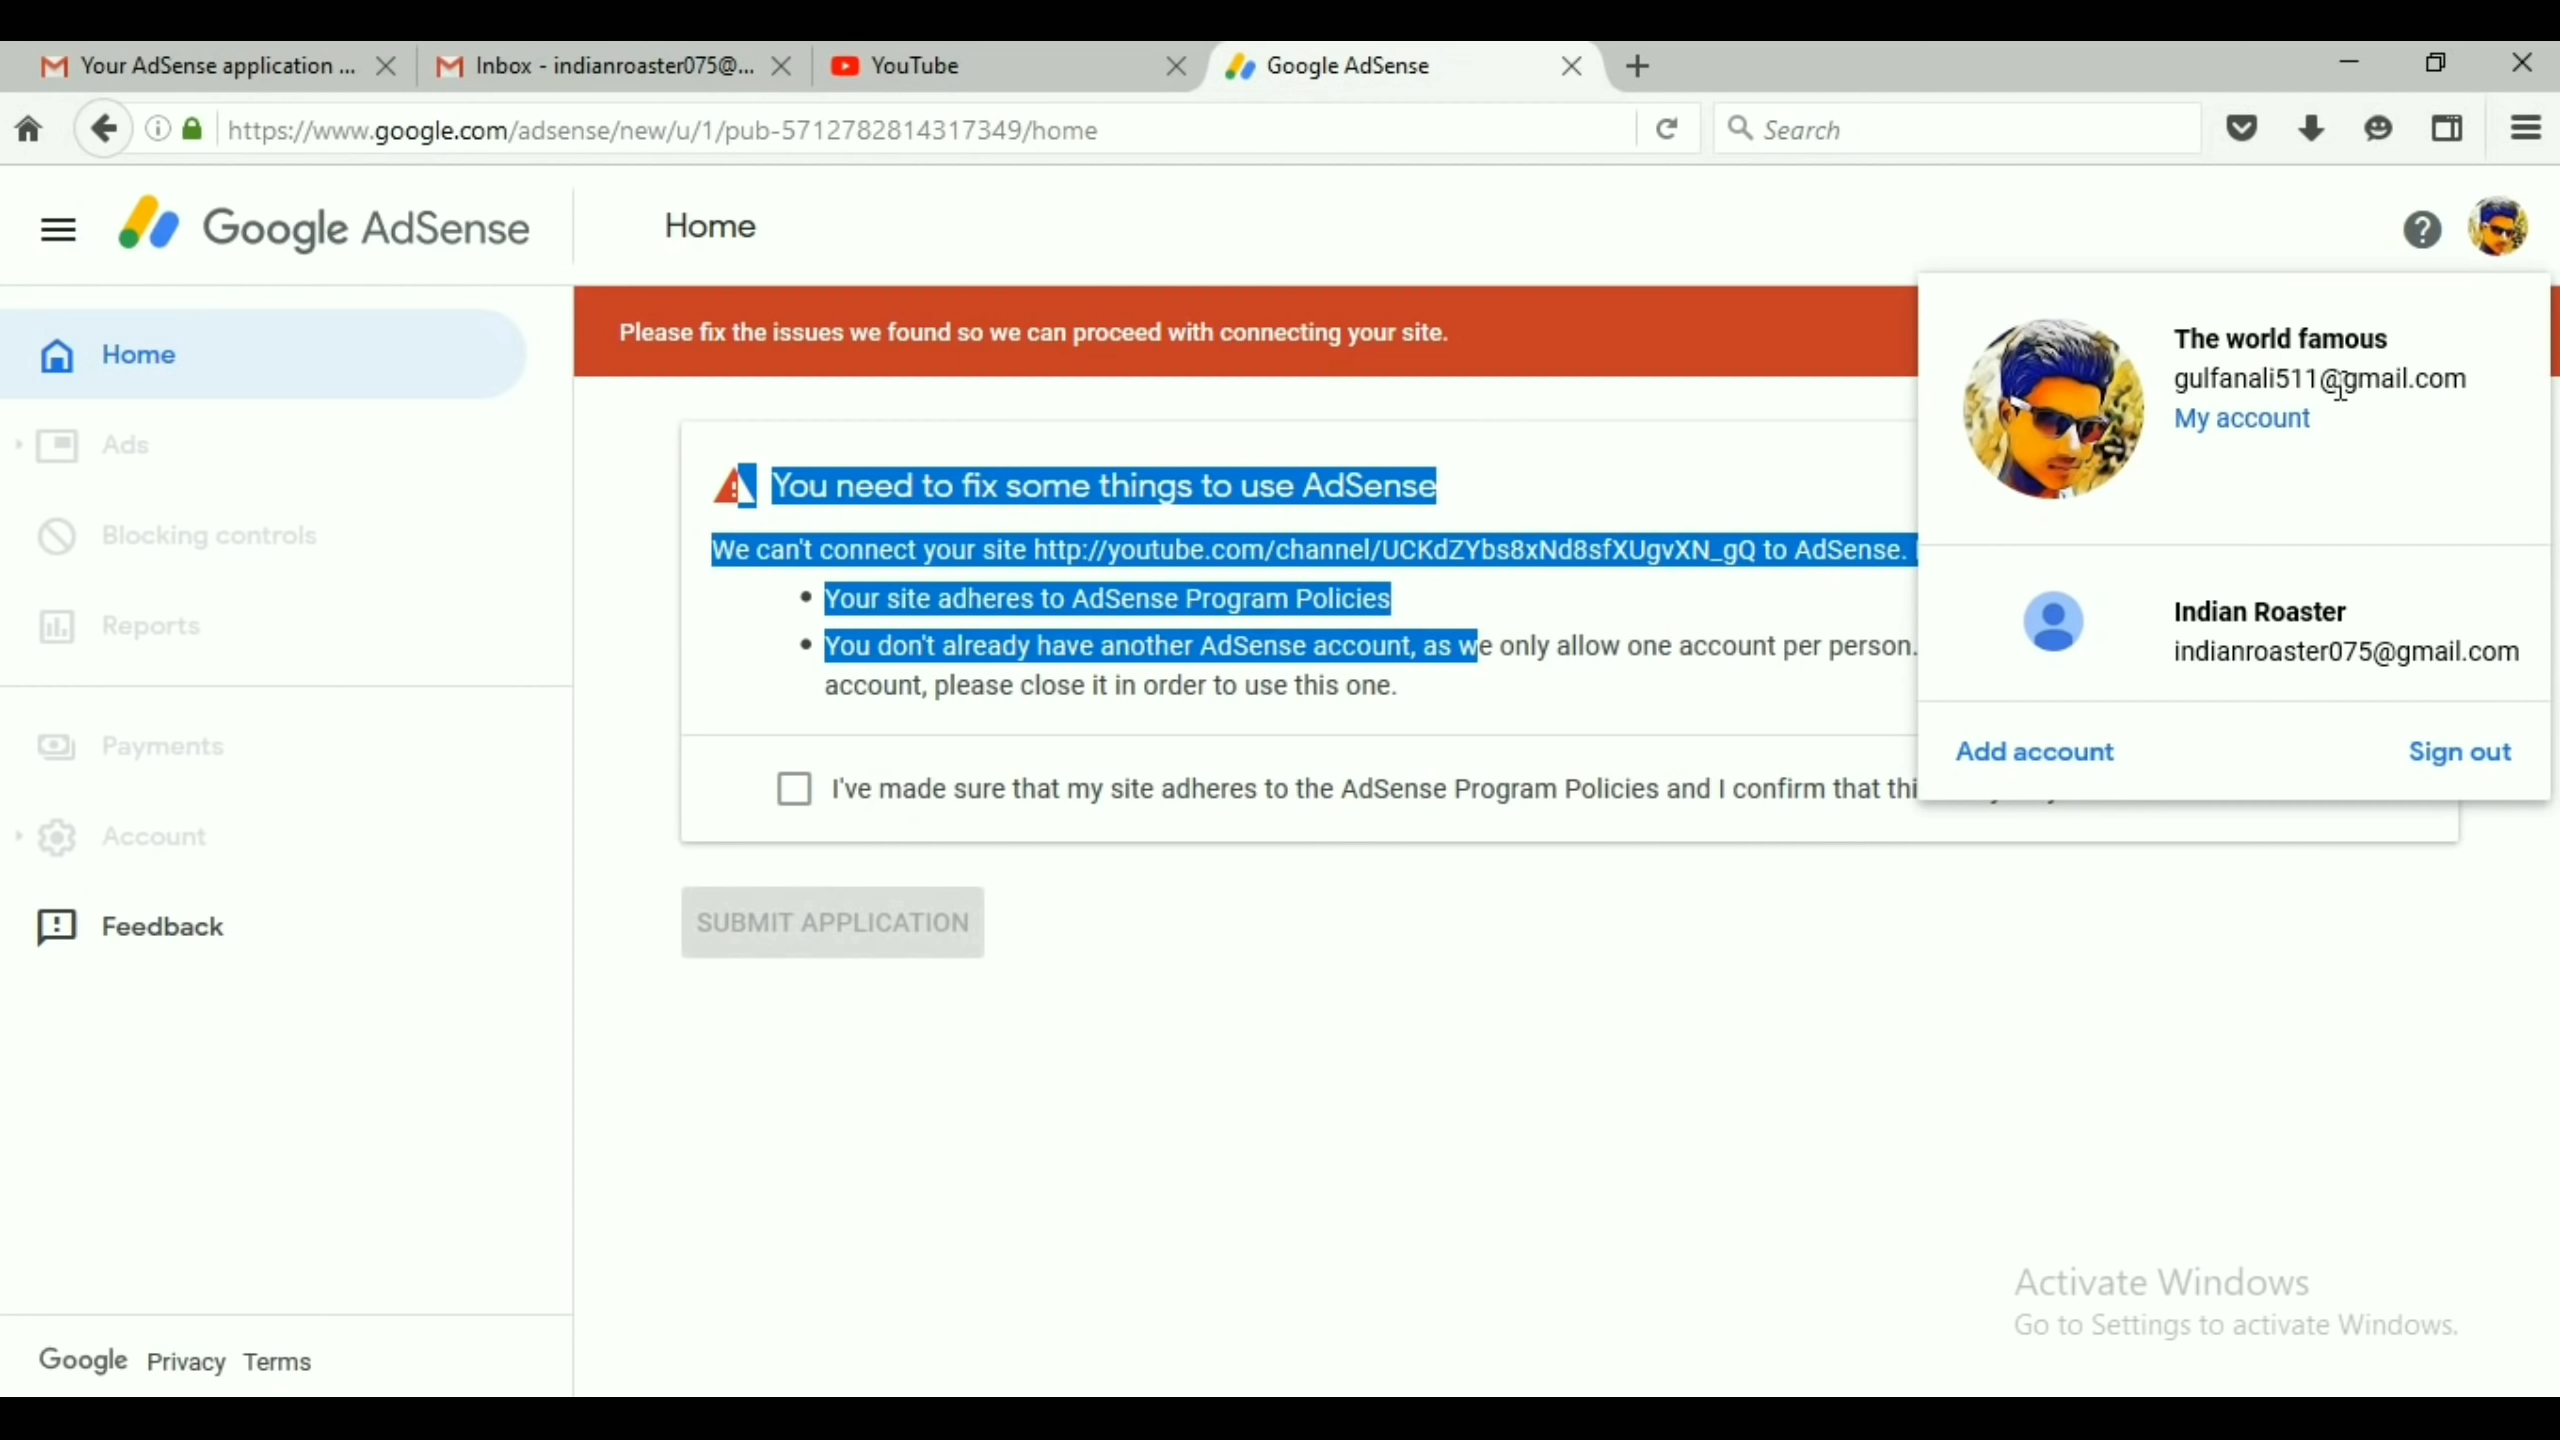 Your AdSense application ...
Inbox - indianroaster075@...
YouTube
Google AdSense
https://www.google.com/adsense/new/u/1/pub-5712782814317349/home
Search
Google AdSense
Home
Home
Ads
Blocking controls
Reports
Payments
Account
Feedback
Please fix the issues we found so we can proceed with connecting your site.
You need to fix some things to use AdSense
We can't connect your site http://youtube.com/channel/UCKdZYbs8xNd8sfXUgvXN_gQ to AdSense.
• Your site adheres to AdSense Program Policies
• You don't already have another AdSense account, as we only allow one account per person.
account, please close it in order to use this one.
I've made sure that my site adheres to the AdSense Program Policies and I confirm that
SUBMIT APPLICATION
The world famous
gulfanali511@gmail.com
My account
Indian Roaster
indianroaster075@gmail.com
Add account
Sign out
Activate Windows
Go to Settings to activate Windows.
Google Privacy Terms